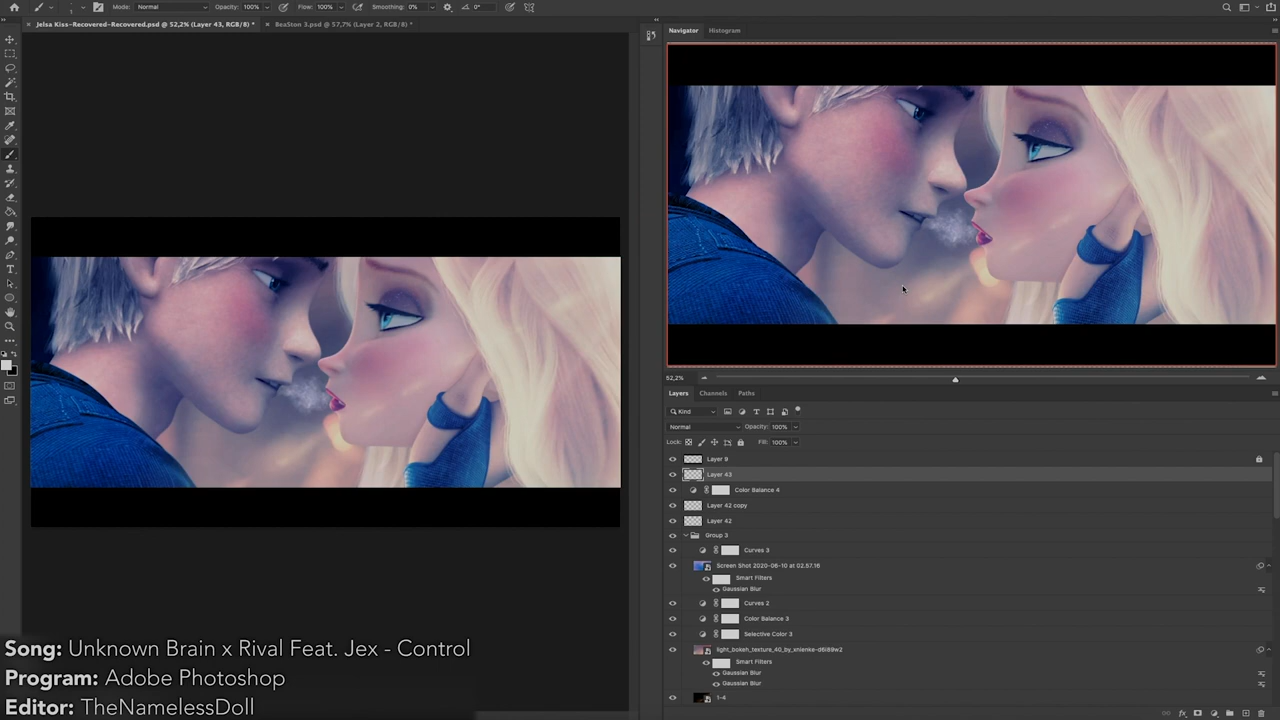 Mode: Normal Opacity: 100% Flow: 100% Smoothing: 0% 0°
Jelsa Kiss-Recovered-Recovered.psd @ 52,2% (Layer 43, RGB/8) * BeaSton 3.psd @ 57,7% (Layer 2, RGB/8) *
Navigator Histogram
52,2%
Layers Channels Paths
Kind
Normal Opacity: 100%
Lock: Fill: 100%
Layer 9
Layer 43
Color Balance 4
Layer 42 copy
Layer 42
Group 3
Curves 3
Screen Shot 2020-06-10 at 02.57.16
Smart Filters
Gaussian Blur
Curves 2
Color Balance 3
Selective Color 3
light_bokeh_texture_40_by_xnienke-d6i89w2
Smart Filters
Gaussian Blur
Gaussian Blur
1-4
Song: Unknown Brain x Rival Feat. Jex - Control
Program: Adobe Photoshop
Editor: TheNamelessDoll